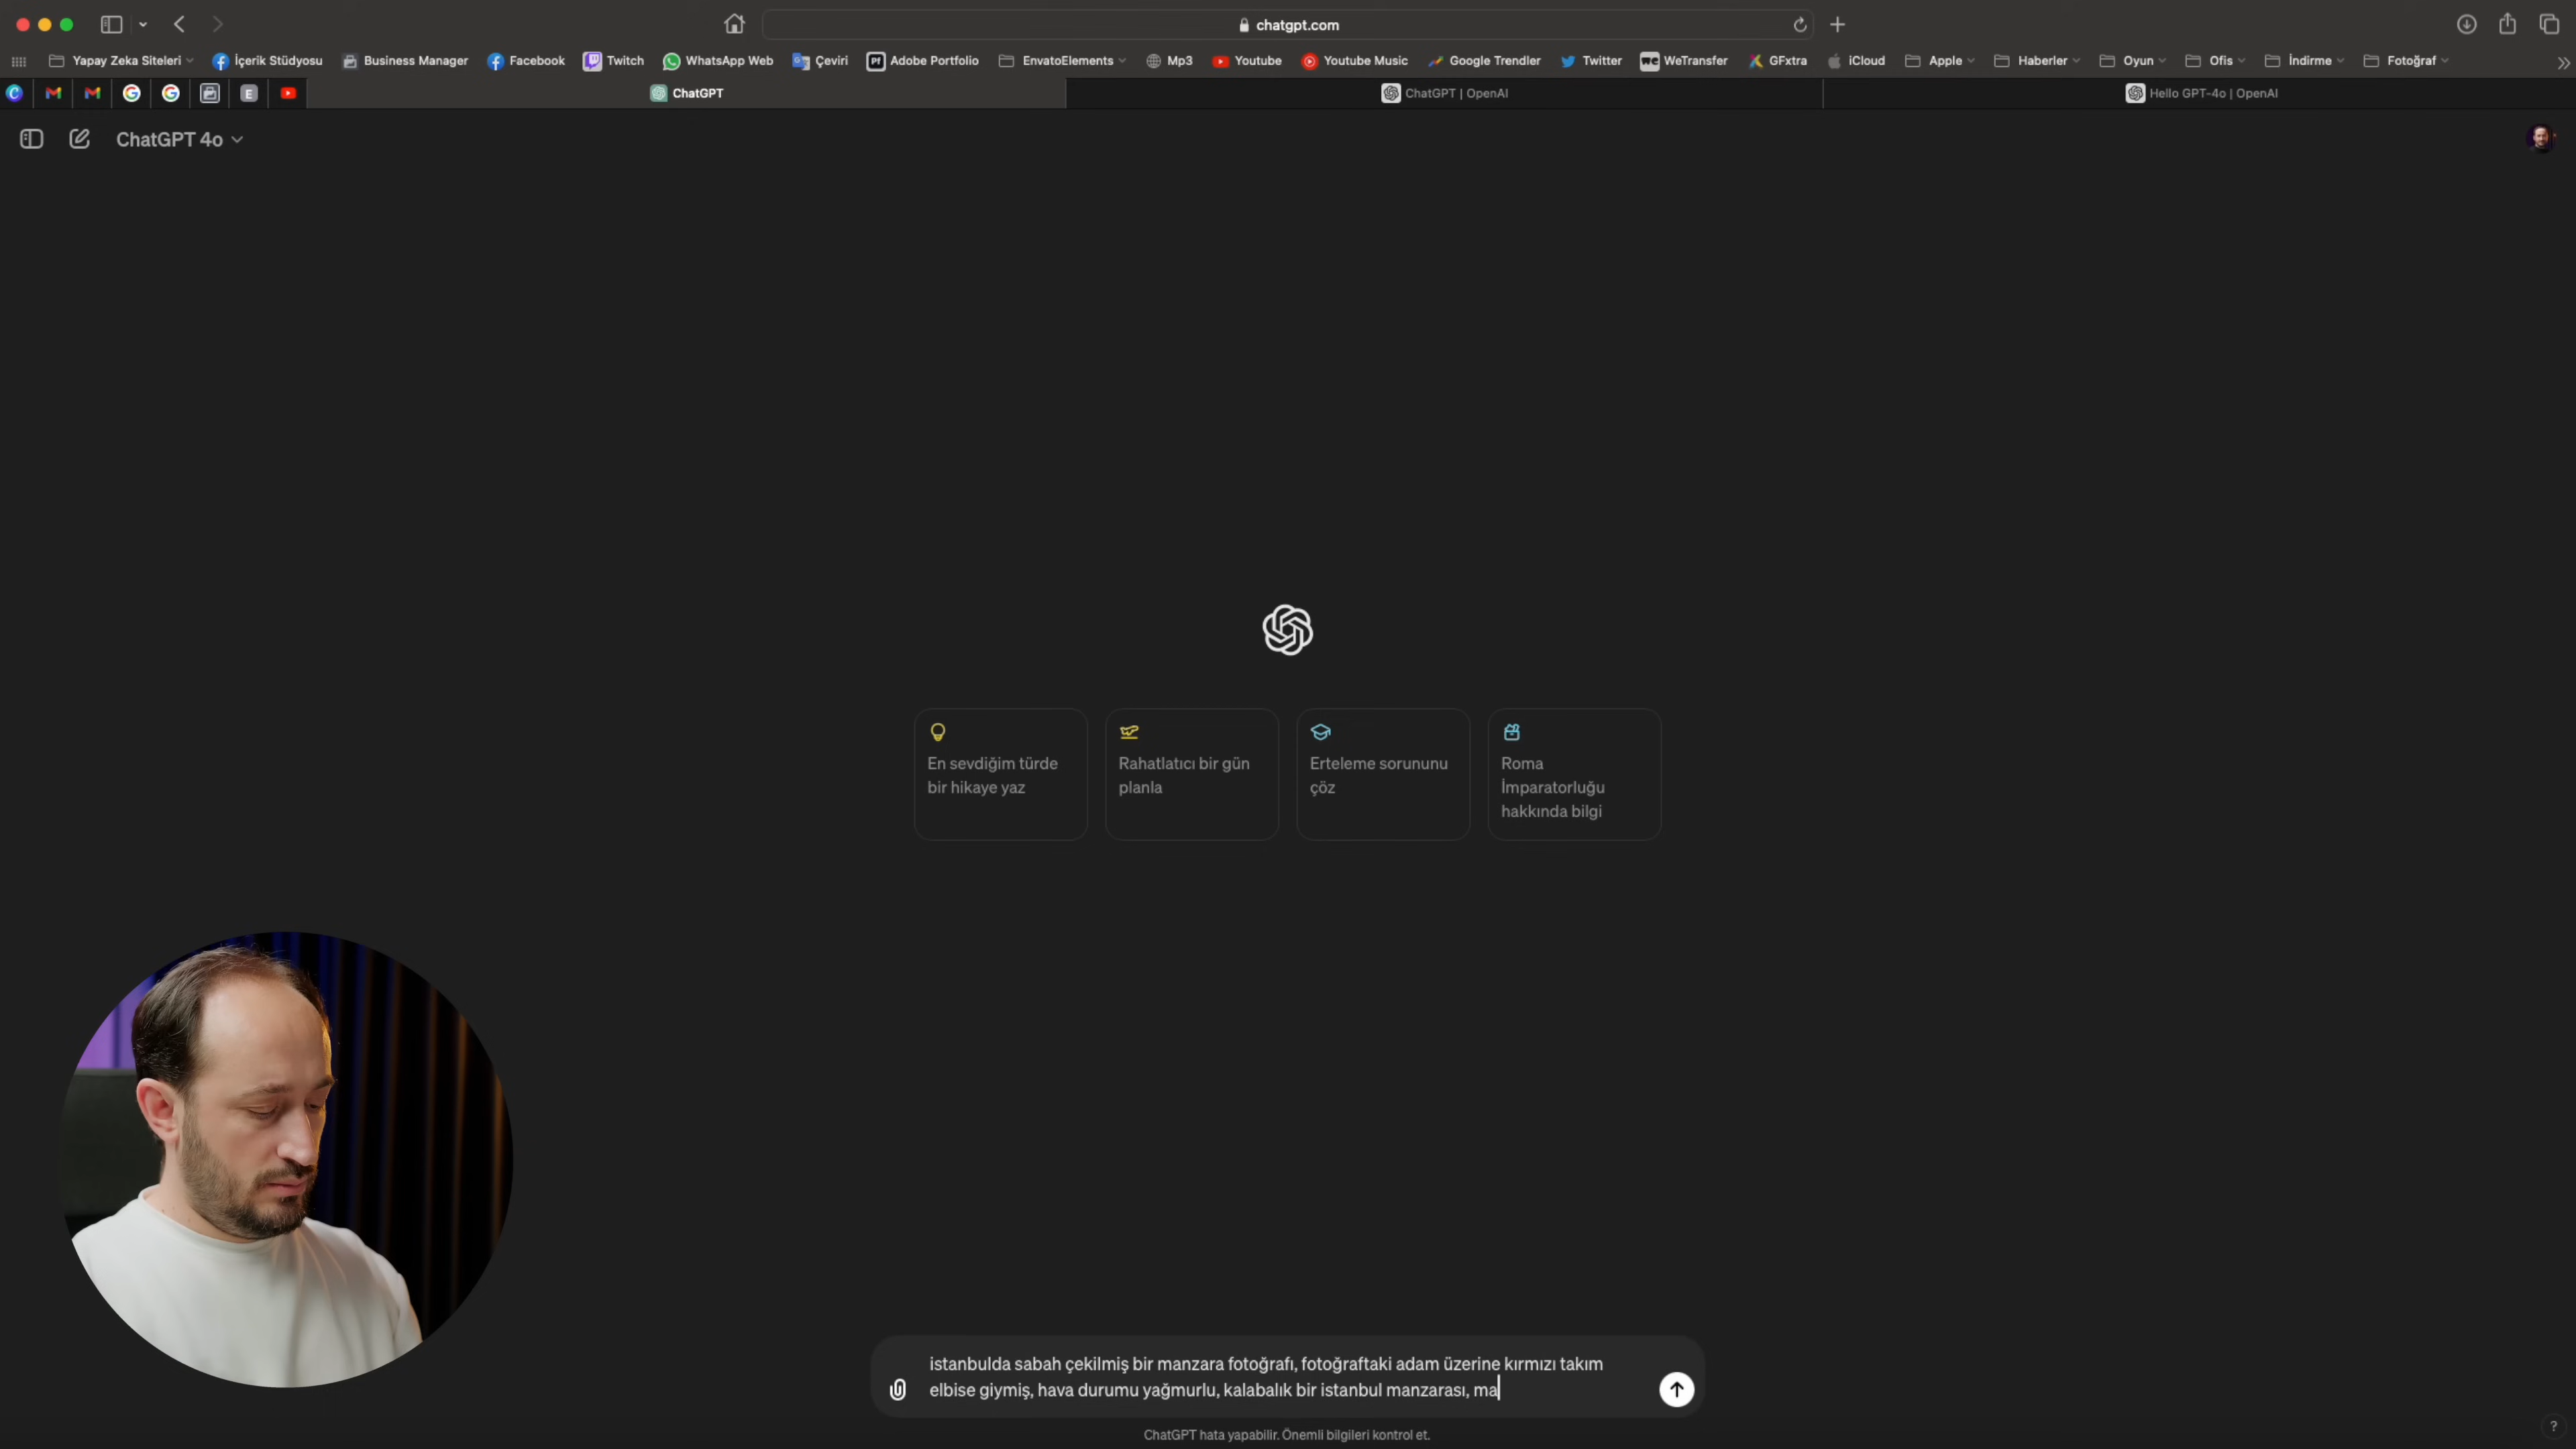 chatgpt.com
Yapay Zeka Siteleri İçerik Stüdyosu Business Manager Facebook Twitch WhatsApp Web Çeviri Adobe Portfolio EnvatoElements Mp3 Youtube Youtube Music Google Trendler Twitter WeTransfer GFxtra iCloud Apple Haberler Oyun Ofis İndirme Fotoğraf
ChatGPT
ChatGPT | OpenAI
Hello GPT-4o | OpenAI
ChatGPT 4o
En sevdiğim türde
bir hikaye yaz
Rahatlatıcı bir gün
planla
Erteleme sorununu
çöz
Roma
İmparatorluğu
hakkında bilgi
istanbulda sabah çekilmiş bir manzara fotoğrafı, fotoğraftaki adam üzerine kırmızı takım
elbise giymiş, hava durumu yağmurlu, kalabalık bir istanbul manzarası, ma
ChatGPT hata yapabilir. Önemli bilgileri kontrol et.
?